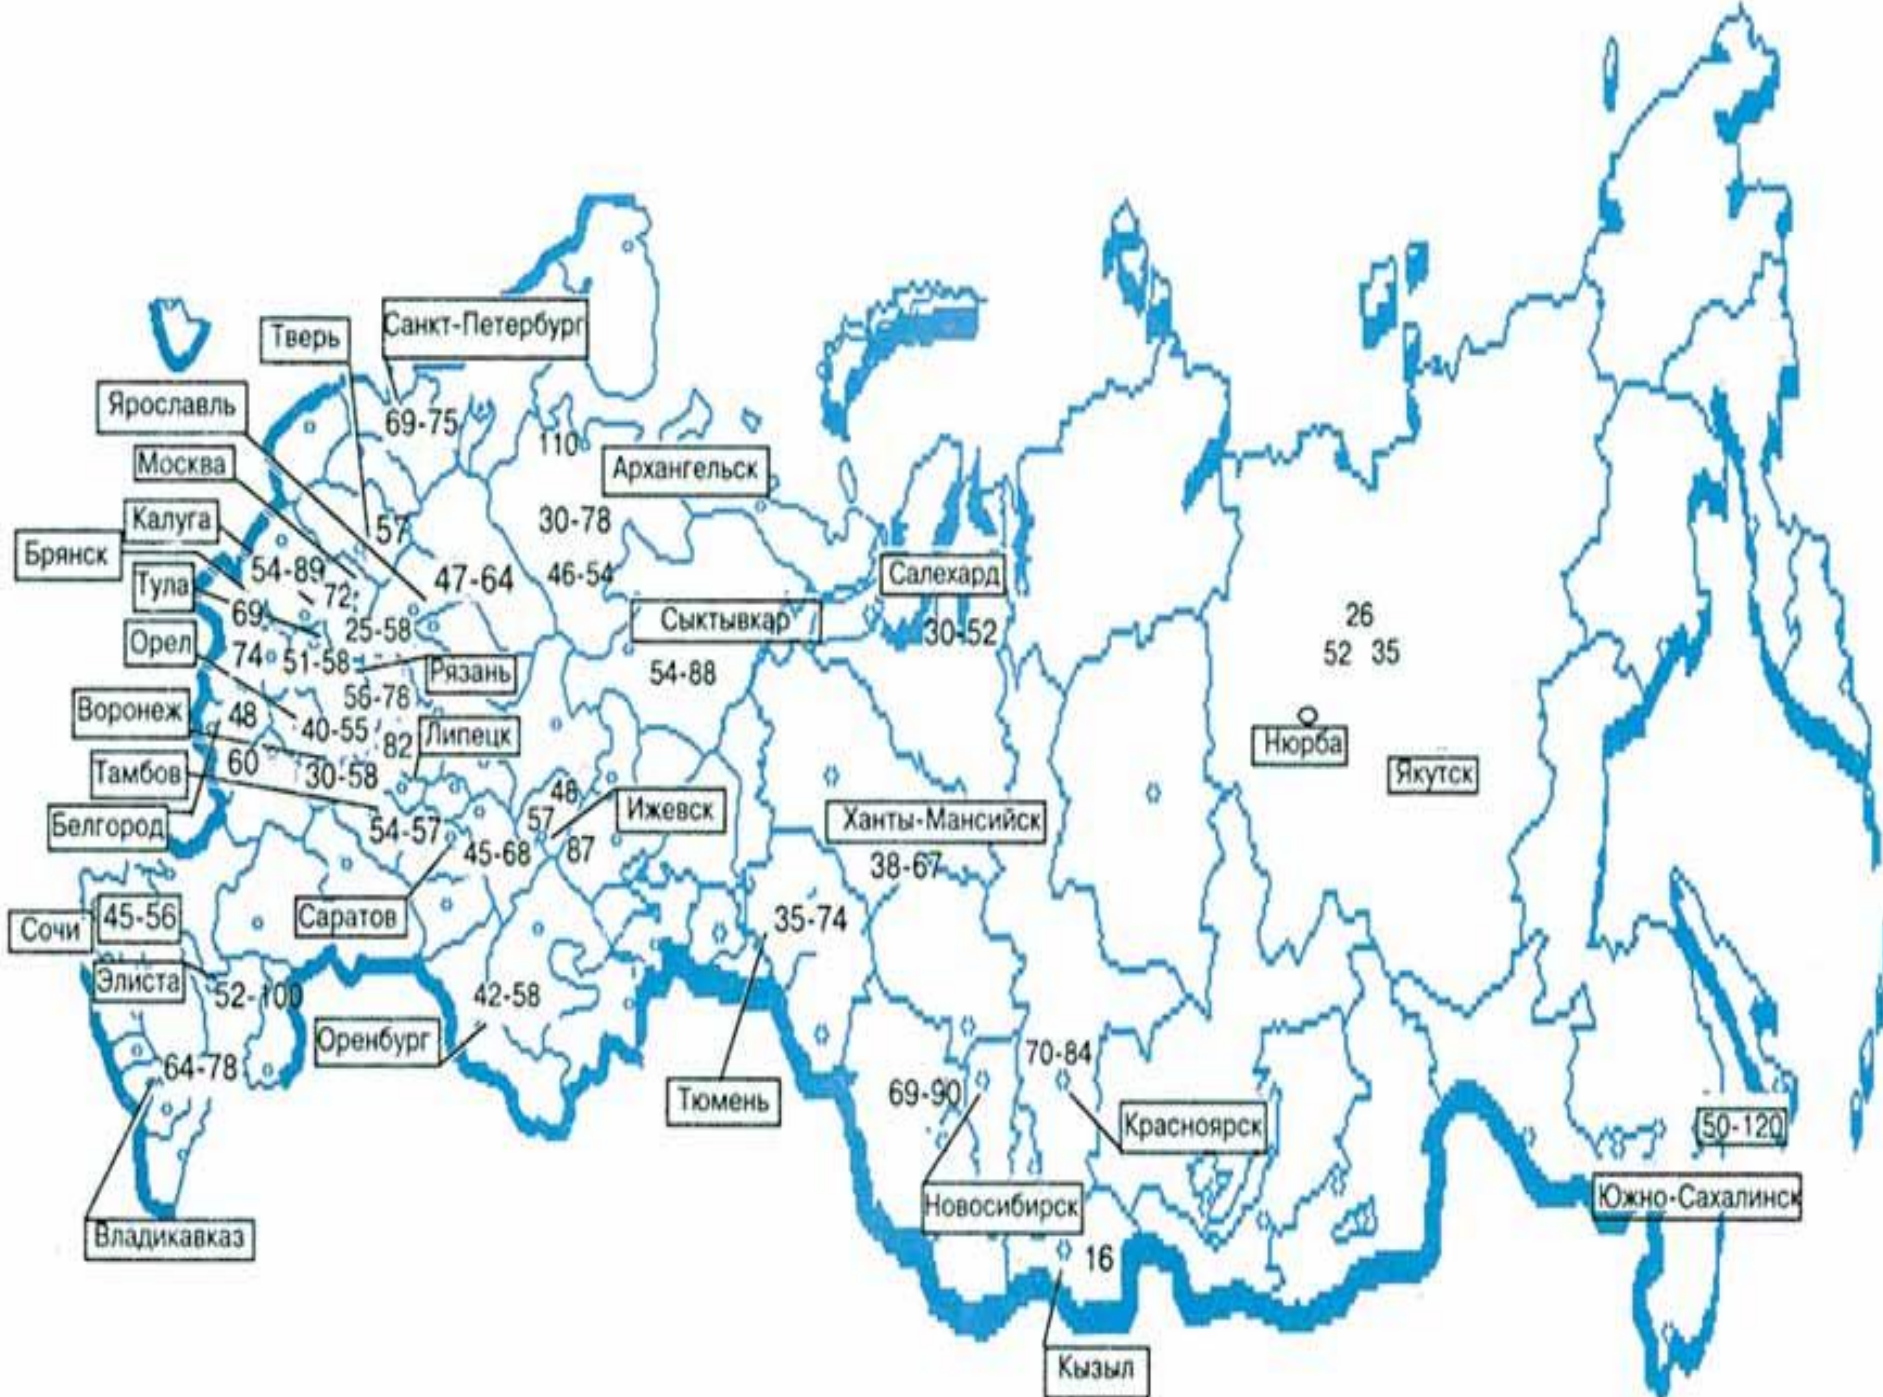 Санкт-Петербург
Тверь
Ярославль
69-75
110
Москва
Архангельск
Калуга
57
30-78
Брянск
54-89
47-64
46-54
Салехард
Тула
72
69
25-58
Сыктывкар
30-52
26
52 35
Орел
74
51-58
Рязань
54-88
56-78
Воронеж
48
40-55
82
Липецк
Нюрба
60
Тамбов
30-58
Якутск
48
Ижевск
Ханты-Мансийск
Белгород
54-57
57
45-68
87
38-67
Сочи
45-56
Саратов
35-74
Элиста
52-100
42-58
Оренбург
64-78
70-84
69-90
Тюмень
Красноярск
50-120
Новосибирск
Южно-Сахалинск
Владикавказ
16
Кызыл